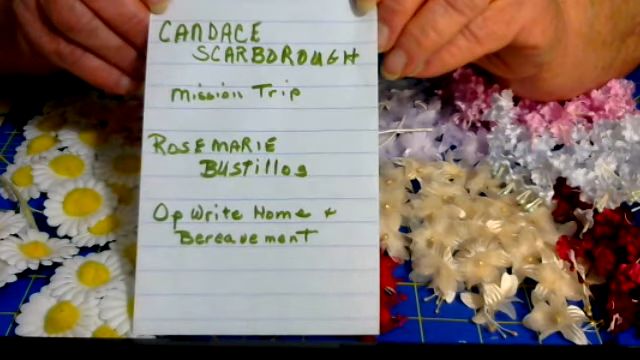 CANDACE
SCARBOROUGH
Mission Trip
ROSEMARIE
BUStillos
Op Write Home +
Bereavement